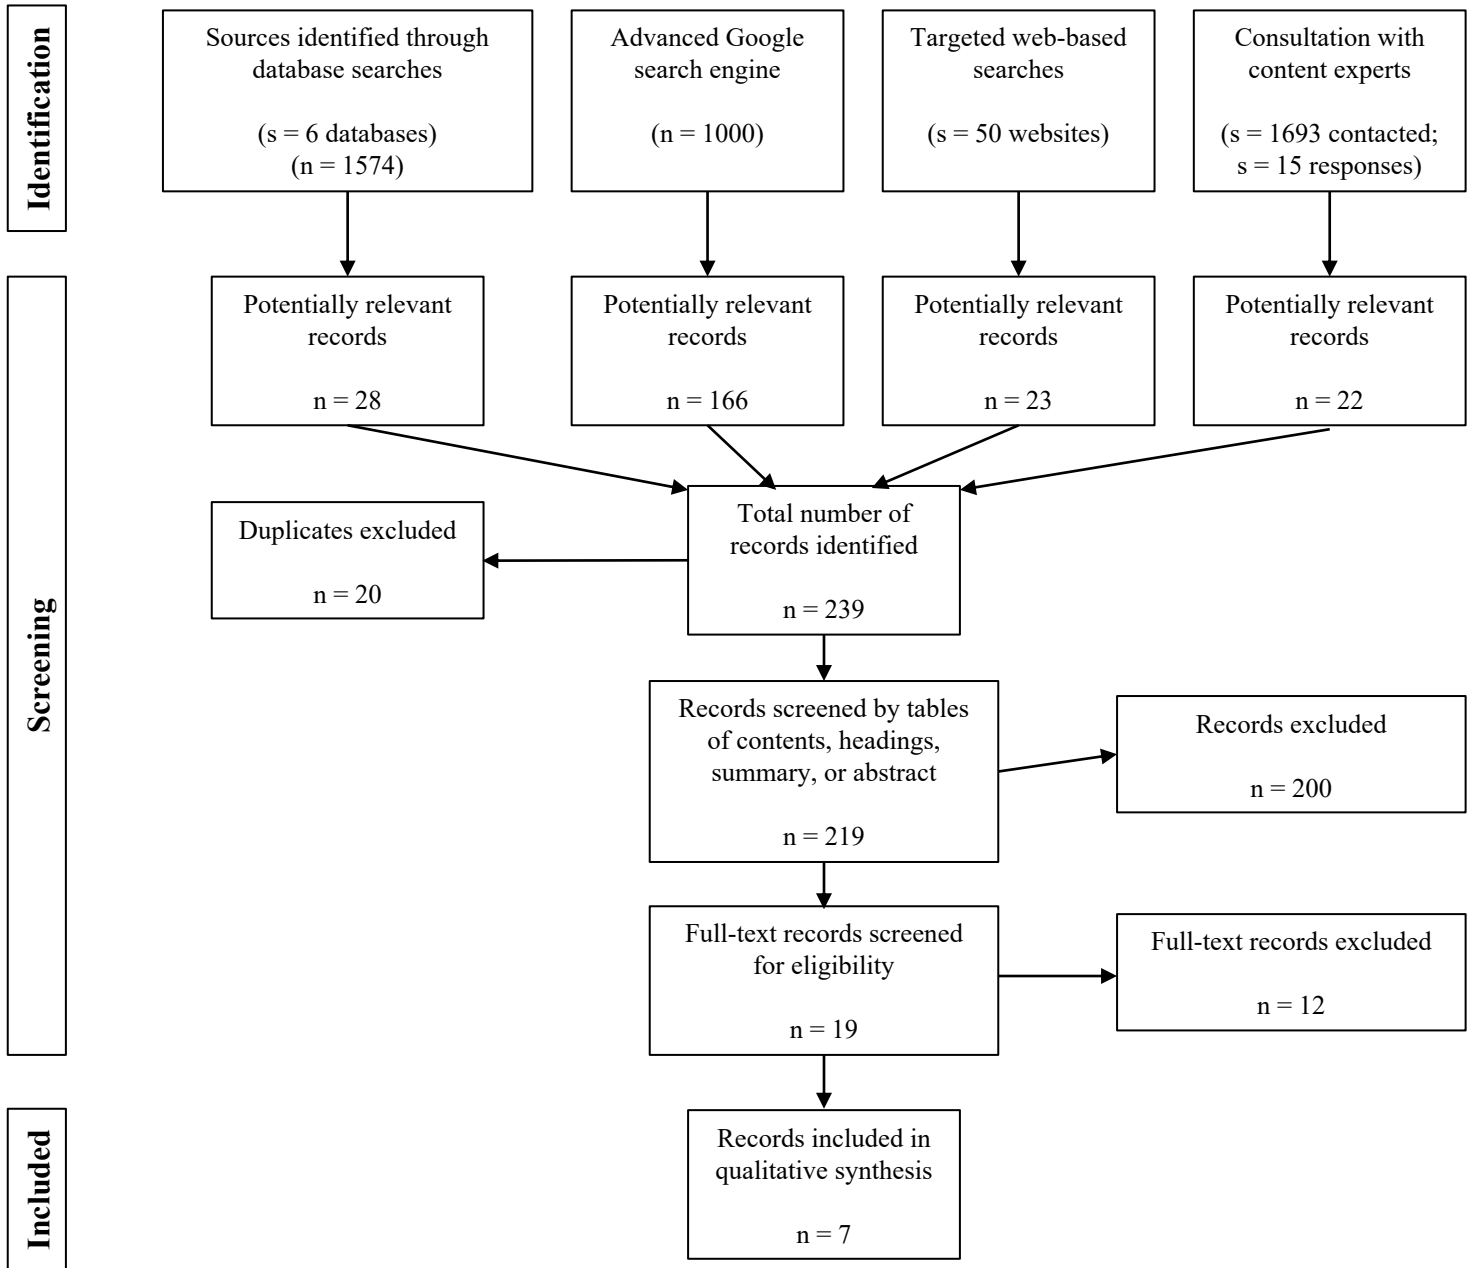 Identification
Sources identified through
database searches
(s = 6 databases)
(n = 1574)
Advanced Google
search engine
(n = 1000)
Targeted web-based
searches
(s = 50 websites)
Consultation with
content experts
(s = 1693 contacted;
s = 15 responses)
Screening
Potentially relevant
records
n = 28
Potentially relevant
records
n = 166
Potentially relevant
records
n = 23
Potentially relevant
records
n = 22
Duplicates excluded
n = 20
Total number of
records identified
n = 239
Records screened by tables
of contents, headings,
summary, or abstract
n = 219
Records excluded
n = 200
Full-text records screened
for eligibility
n = 19
Full-text records excluded
n = 12
Included
Records included in
qualitative synthesis
n = 7